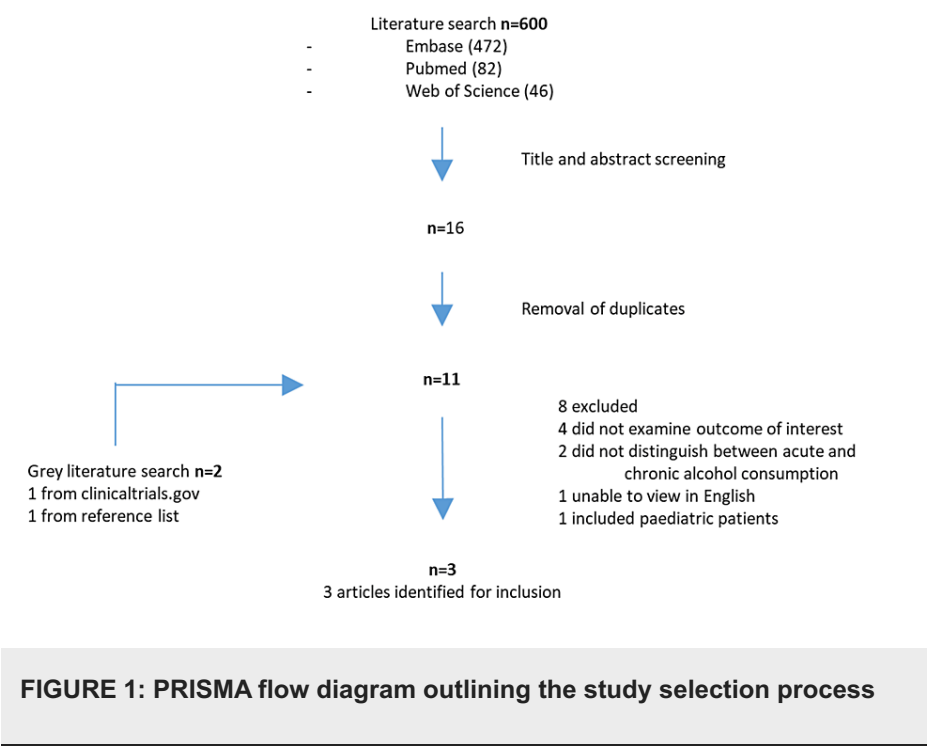 Literature search n=600
- Embase (472)
- Pubmed (82)
- Web of Science (46)
Title and abstract screening
n=16
Removal of duplicates
n=11
8 excluded
4 did not examine outcome of interest
2 did not distinguish between acute and
chronic alcohol consumption
1 unable to view in English
1 included paediatric patients
Grey literature search n=2
1 from clinicaltrials.gov
1 from reference list
n=3
3 articles identified for inclusion
FIGURE 1: PRISMA flow diagram outlining the study selection process